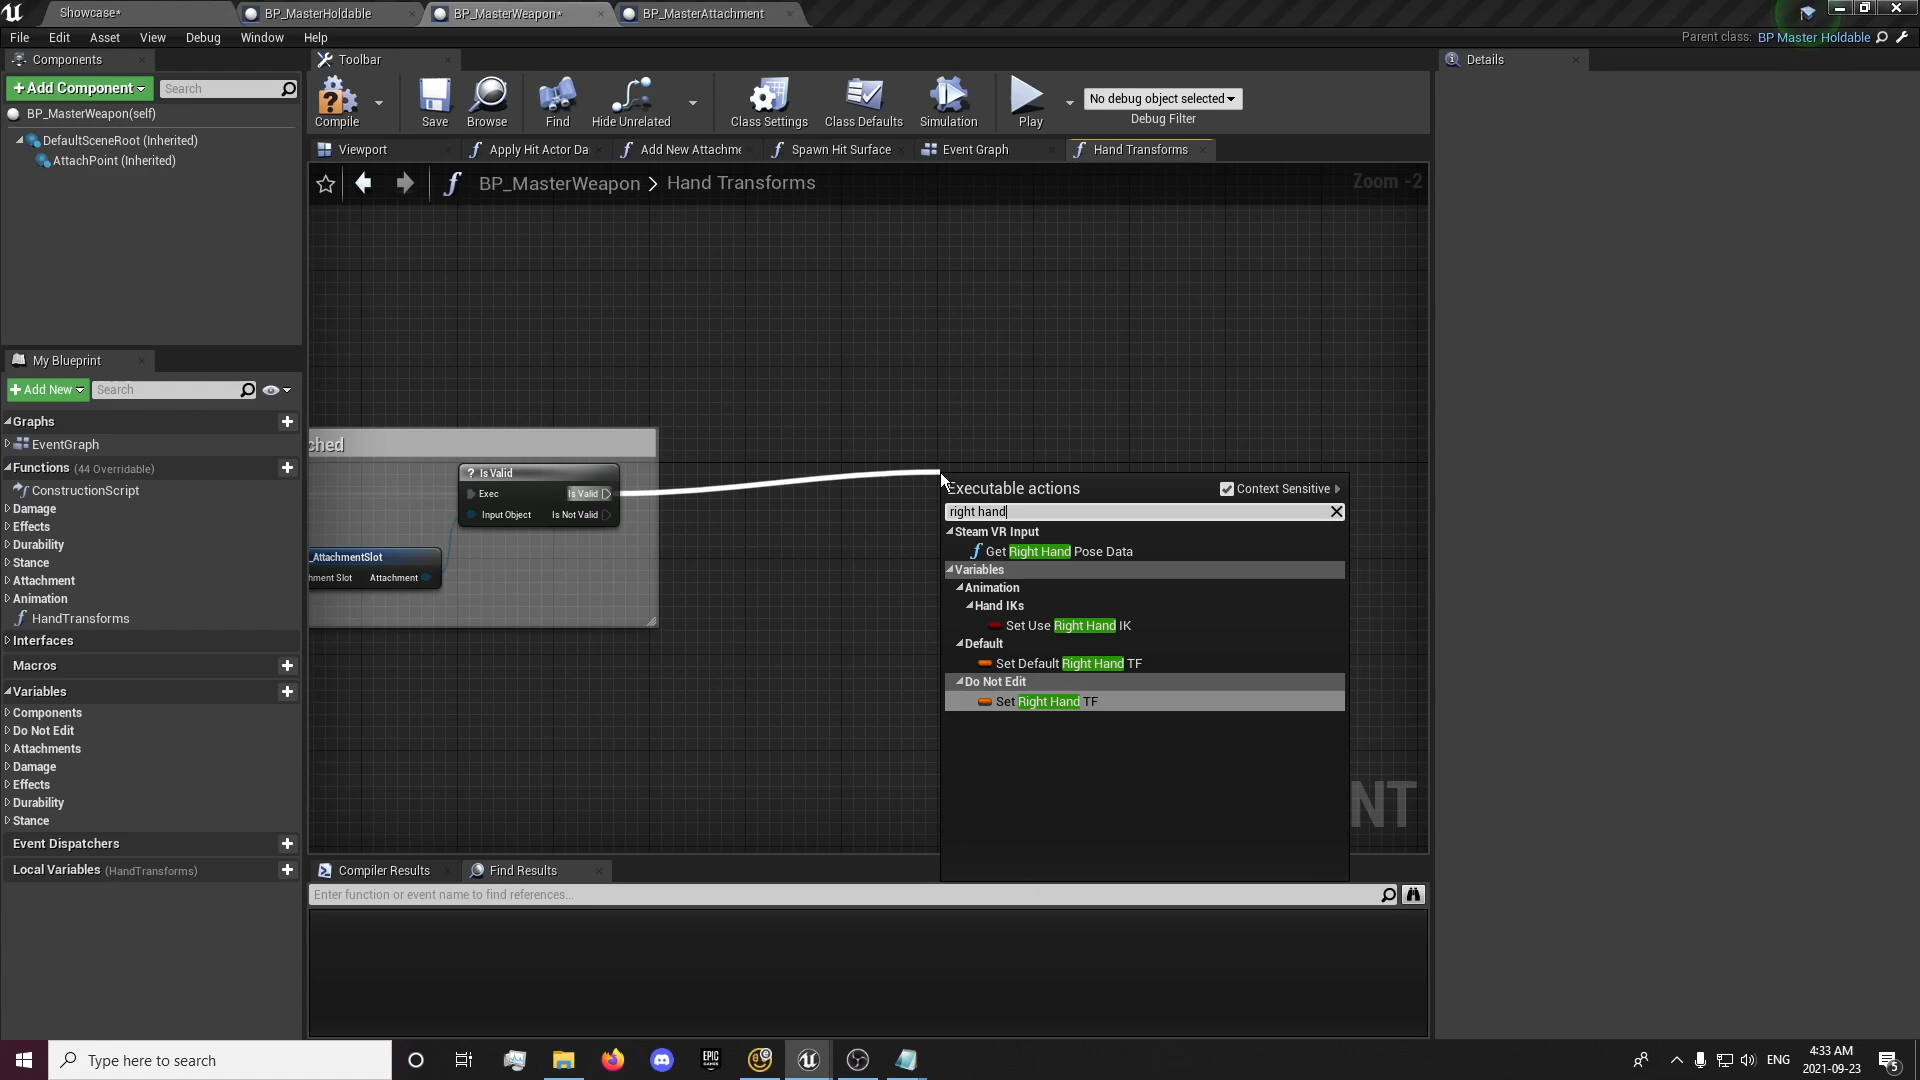 Showcase*
BP_MasterHoldable
BP_MasterWeapon*
BP_MasterAttachment
File Edit Asset View Debug Window Help
Parent class: BP Master Holdable
Components
Toolbar
Details
+Add Component
Search
BP_MasterWeapon(self)
DefaultSceneRoot (Inherited)
AttachPoint (Inherited)
Compile
Save
Browse
Find
Hide Unrelated
Class Settings
Class Defaults
Simulation
Play
No debug object selected
Debug Filter
Viewport
Apply Hit Actor Da
Add New Attachme
Spawn Hit Surface
Event Graph
Hand Transforms
BP_MasterWeapon > Hand Transforms
Zoom -2
My Blueprint
+Add New
Search
Graphs
EventGraph
Functions (44 Overridable)
ConstructionScript
Damage
Effects
Durability
Stance
Attachment
Animation
HandTransforms
Interfaces
Macros
Variables
Components
Do Not Edit
Attachments
Damage
Effects
Durability
Stance
Event Dispatchers
Local Variables (HandTransforms)
ched
? Is Valid
Exec
Is Valid
Input Object
Is Not Valid
_AttachmentSlot
hment Slot
Attachment
Executable actions
Context Sensitive
right hand
Steam VR Input
Get Right Hand Pose Data
Variables
Animation
Hand IKs
Set Use Right Hand IK
Default
Set Default Right Hand TF
Do Not Edit
Set Right Hand TF
NT
Compiler Results
Find Results
Enter function or event name to find references...
Type here to search
EPIC GAMES
ENG
4:33 AM
2021-09-23
5